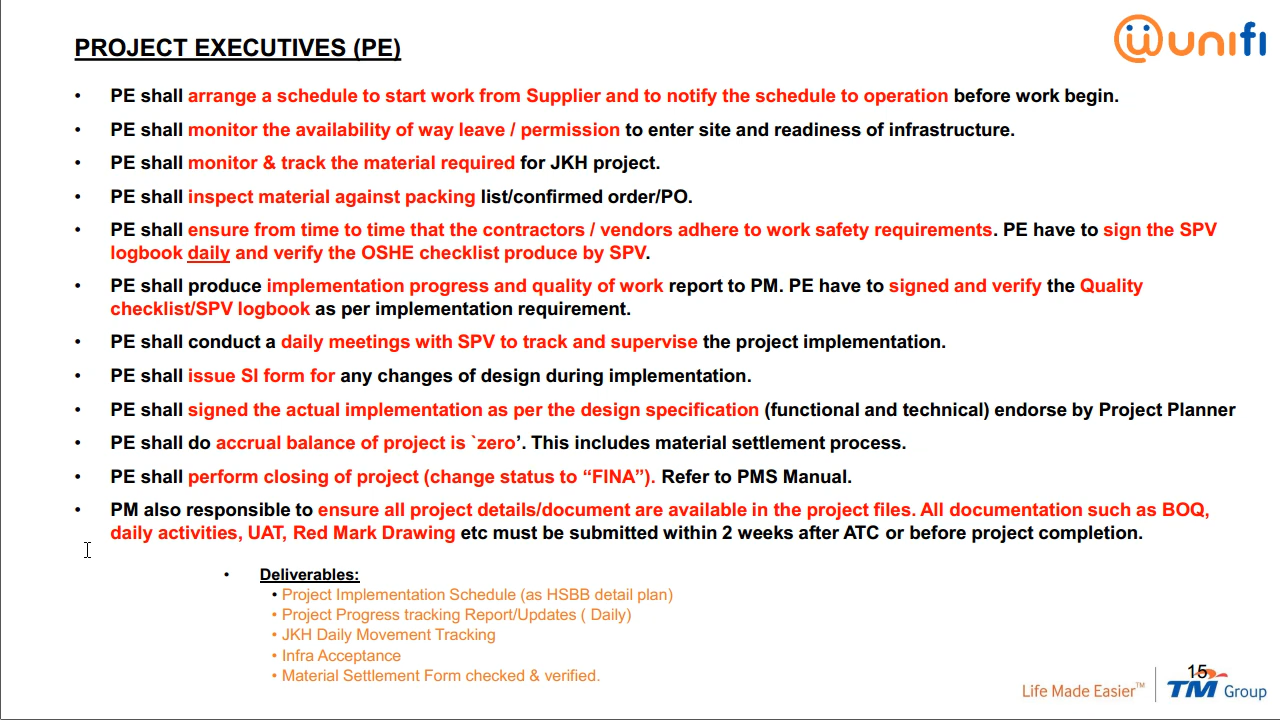 PROJECT EXECUTIVES (PE)
unifi
• PE shall arrange a schedule to start work from Supplier and to notify the schedule to operation before work begin.
• PE shall monitor the availability of way leave / permission to enter site and readiness of infrastructure.
• PE shall monitor & track the material required for JKH project.
• PE shall inspect material against packing list/confirmed order/PO.
• PE shall ensure from time to time that the contractors / vendors adhere to work safety requirements. PE have to sign the SPV
logbook daily and verify the OSHE checklist produce by SPV.
• PE shall produce implementation progress and quality of work report to PM. PE have to signed and verify the Quality
checklist/SPV logbook as per implementation requirement.
• PE shall conduct a daily meetings with SPV to track and supervise the project implementation.
• PE shall issue SI form for any changes of design during implementation.
• PE shall signed the actual implementation as per the design specification (functional and technical) endorse by Project Planner
• PE shall do accrual balance of project is `zero’. This includes material settlement process.
• PE shall perform closing of project (change status to “FINA”). Refer to PMS Manual.
• PM also responsible to ensure all project details/document are available in the project files. All documentation such as BOQ,
daily activities, UAT, Red Mark Drawing etc must be submitted within 2 weeks after ATC or before project completion.
• Deliverables:
• Project Implementation Schedule (as HSBB detail plan)
• Project Progress tracking Report/Updates ( Daily)
• JKH Daily Movement Tracking
• Infra Acceptance
• Material Settlement Form checked & verified.
15
Life Made Easier™
TM Group